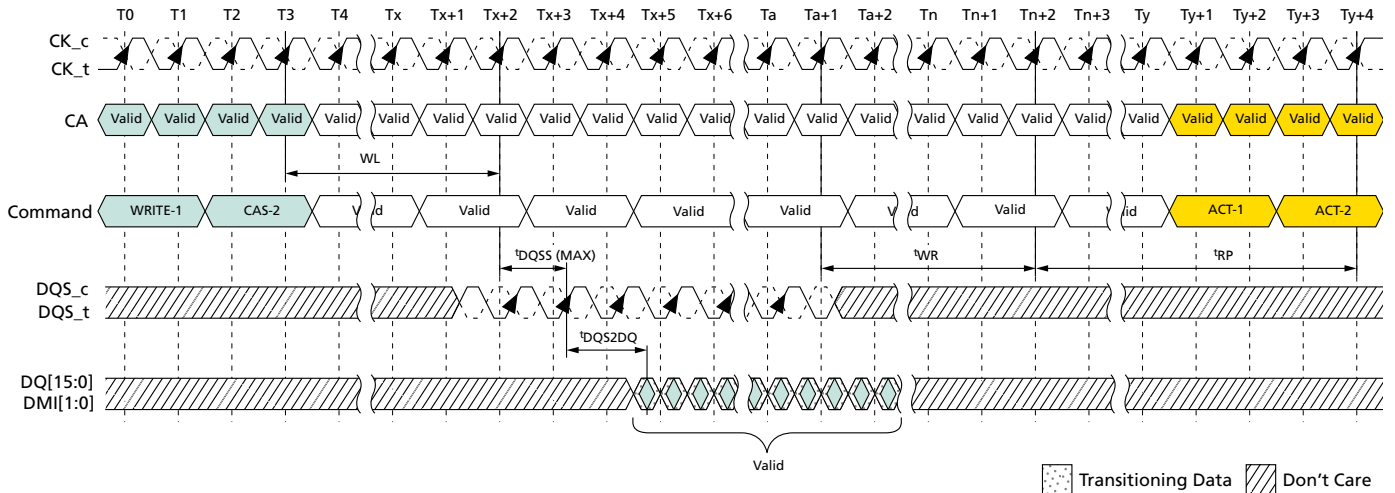 T0 T1 T2 T3 T4 Tx Tx+1 Tx+2 Tx+3 Tx+4 Tx+5 Tx+6 Ta Ta+1 Ta+2 Tn Tn+1 Tn+2 Tn+3 Ty Ty+1 Ty+2 Ty+3 Ty+4
CK_c
CK_t
CA Valid Valid Valid Valid Valid Valid Valid Valid Valid Valid Valid Valid Valid Valid Valid Valid Valid Valid Valid Valid Valid Valid Valid Valid
WL
Command WRITE-1 CAS-2 Valid Valid Valid Valid Valid Valid Valid Valid ACT-1 ACT-2
tDQSS (MAX) tWR tRP
DQS_c
DQS_t
tDQS2DQ
DQ[15:0]
DMI[1:0]
Valid
Transitioning Data Don't Care